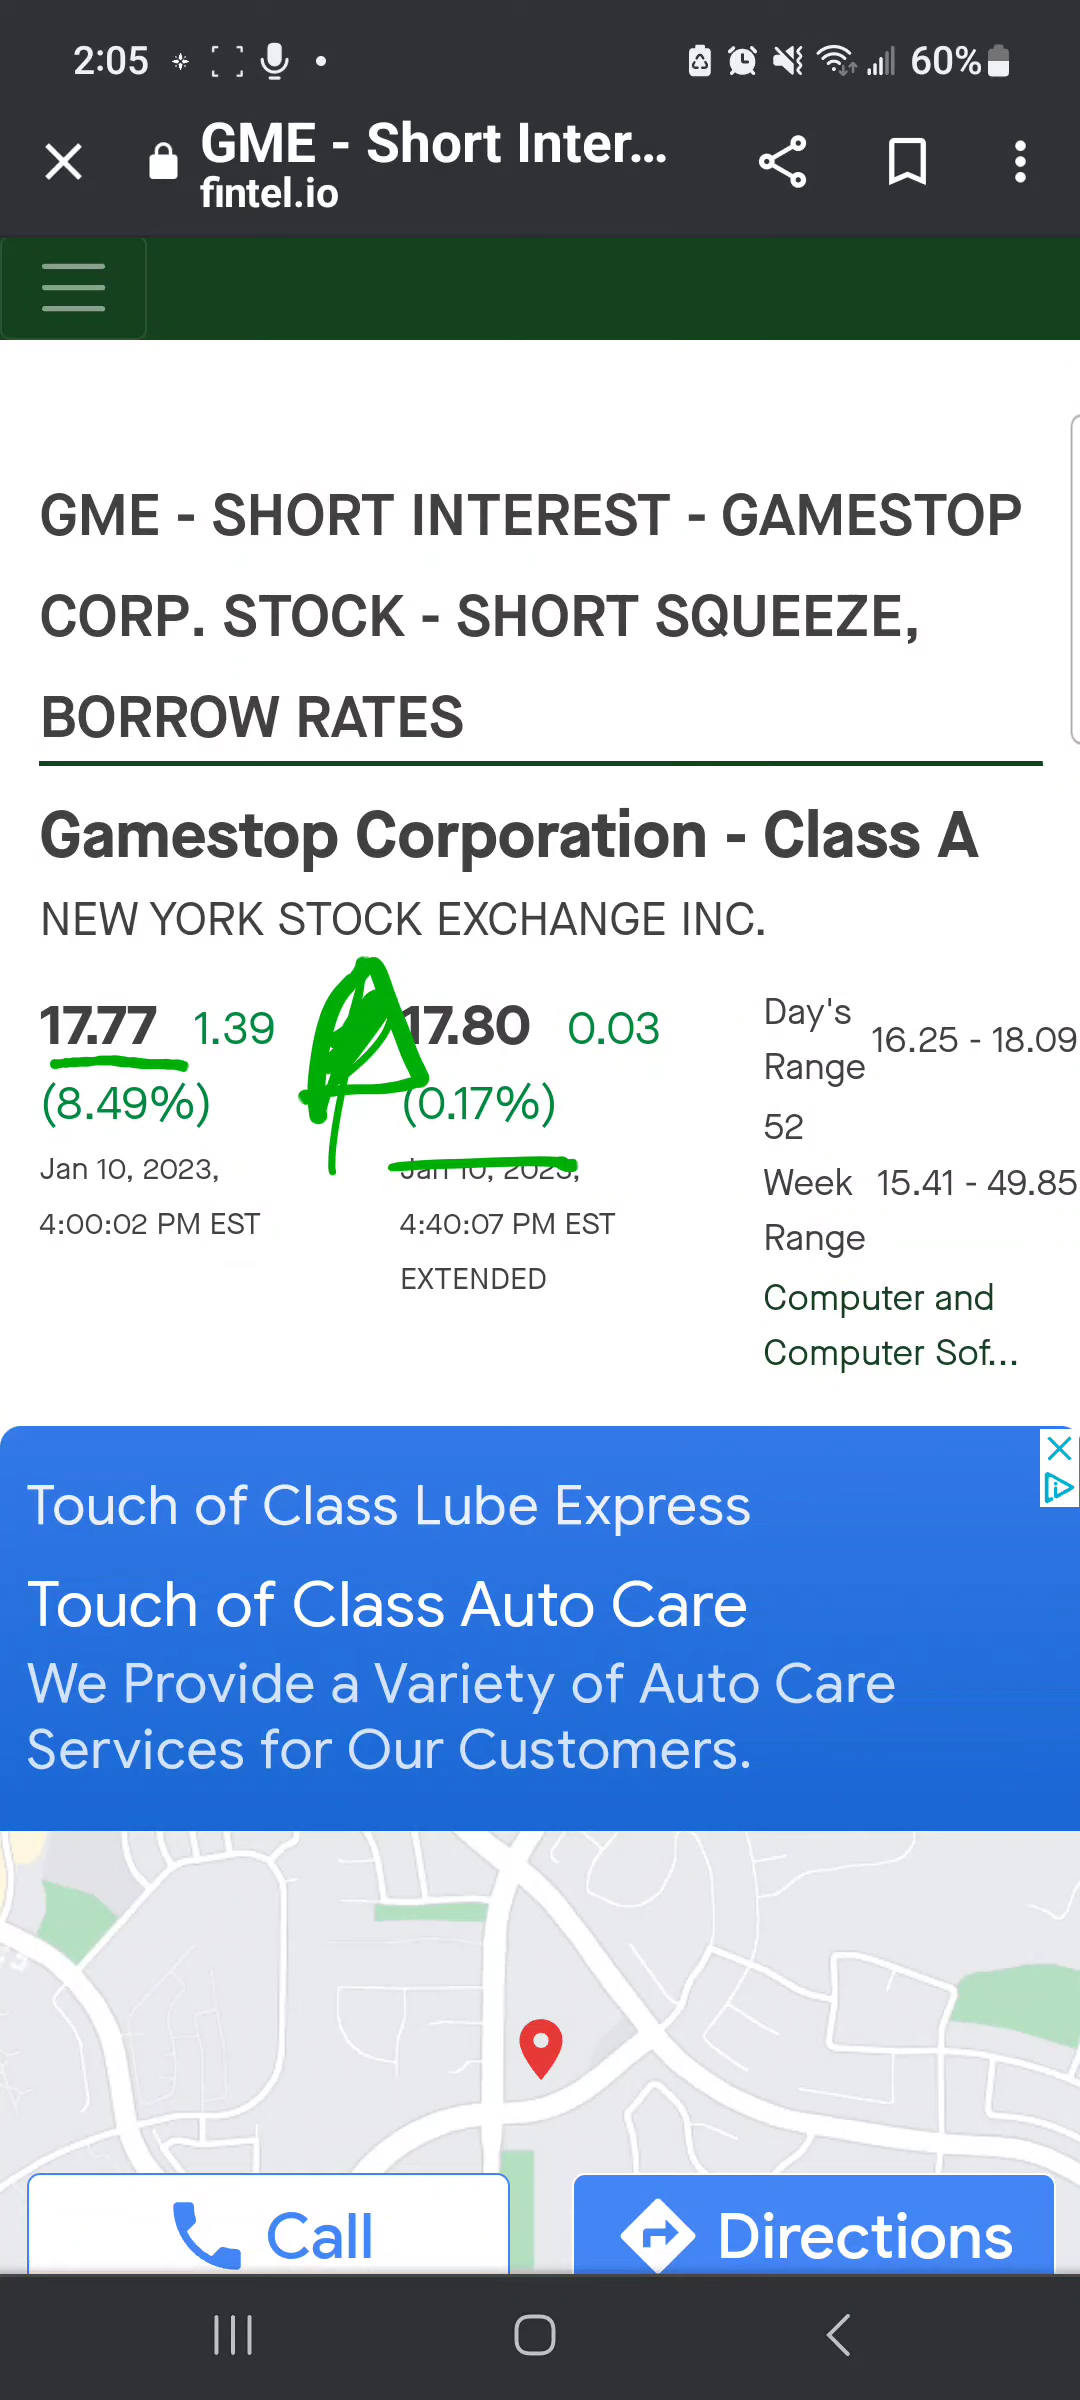 2:05
60%
GME - Short Inter...
fintel.io
GME - SHORT INTEREST - GAMESTOP
CORP. STOCK - SHORT SQUEEZE,
BORROW RATES
Gamestop Corporation - Class A
NEW YORK STOCK EXCHANGE INC.
17.77 1.39
(8.49%)
Jan 10, 2023,
4:00:02 PM EST
17.80 0.03
(0.17%)
Jan 10, 2023,
4:40:07 PM EST
EXTENDED
Day's
Range 16.25 - 18.09
52
Week
Range 15.41 - 49.85
Computer and
Computer Sof...
Touch of Class Lube Express
Touch of Class Auto Care
We Provide a Variety of Auto Care
Services for Our Customers.
Call
Directions